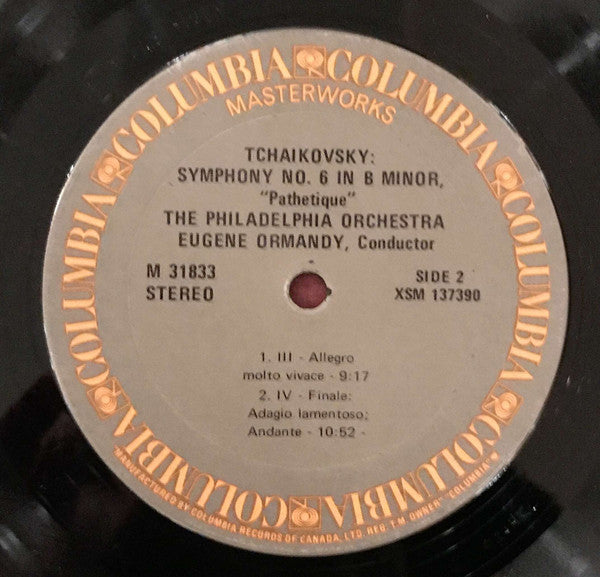 COLUMBIA COLUMBIA COLUMBIA COLUMBIA COLUMBIA COLUMBIA COLUMBIA COLUMBIA
MASTERWORKS
TCHAIKOVSKY:
SYMPHONY NO. 6 IN B MINOR,
"Pathetique"
THE PHILADELPHIA ORCHESTRA
EUGENE ORMANDY, Conductor
M 31833
STEREO
SIDE 2
XSM 137390
1. III - Allegro
molto vivace - 9:17
2. IV - Finale:
Adagio lamentoso;
Andante - 10:52 -
"MANUFACTURED BY COLUMBIA RECORDS OF CANADA, LTD. REG. T.M. OWNER "COLUMBIA"